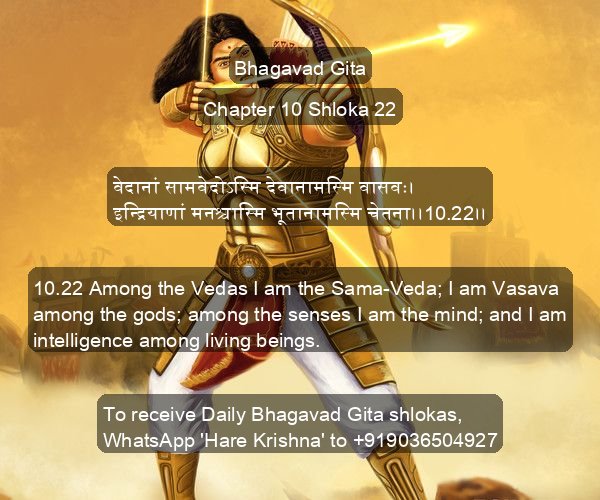 Bhagavad Gita
Chapter 10 Shloka 22
वेदानां सामवेदोऽस्मि देवानामस्मि वासवः।
इन्द्रियाणां मनश्चास्मि भूतानामस्मि चेतना।।10.22।।
10.22 Among the Vedas I am the Sama-Veda; I am Vasava
among the gods; among the senses I am the mind; and I am
intelligence among living beings.
To receive Daily Bhagavad Gita shlokas,
WhatsApp 'Hare Krishna' to +919036504927